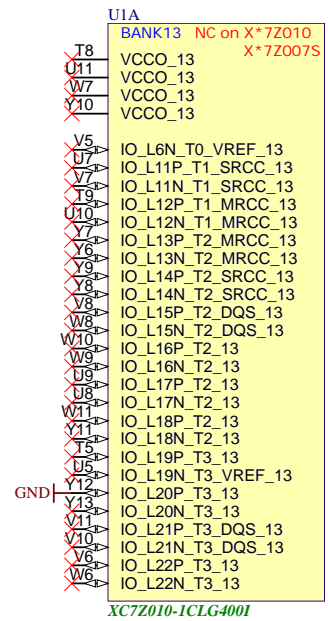 U1A
BANK13 NC on X*7Z010
X*7Z007S
T8 VCCO_13
U11 VCCO_13
W7 VCCO_13
Y10 VCCO_13
V5 IO_L6N_T0_VREF_13
U7 IO_L11P_T1_SRCC_13
V7 IO_L11N_T1_SRCC_13
T9 IO_L12P_T1_MRCC_13
U10 IO_L12N_T1_MRCC_13
Y7 IO_L13P_T2_MRCC_13
Y6 IO_L13N_T2_MRCC_13
Y9 IO_L14P_T2_SRCC_13
Y8 IO_L14N_T2_SRCC_13
V8 IO_L15P_T2_DQS_13
W8 IO_L15N_T2_DQS_13
W10 IO_L16P_T2_13
W9 IO_L16N_T2_13
U9 IO_L17P_T2_13
U8 IO_L17N_T2_13
W11 IO_L18P_T2_13
Y11 IO_L18N_T2_13
T5 IO_L19P_T3_13
U5 IO_L19N_T3_VREF_13
GND Y12 IO_L20P_T3_13
Y13 IO_L20N_T3_13
V11 IO_L21P_T3_DQS_13
V10 IO_L21N_T3_DQS_13
V6 IO_L22P_T3_13
W6 IO_L22N_T3_13
XC7Z010-1CLG400I